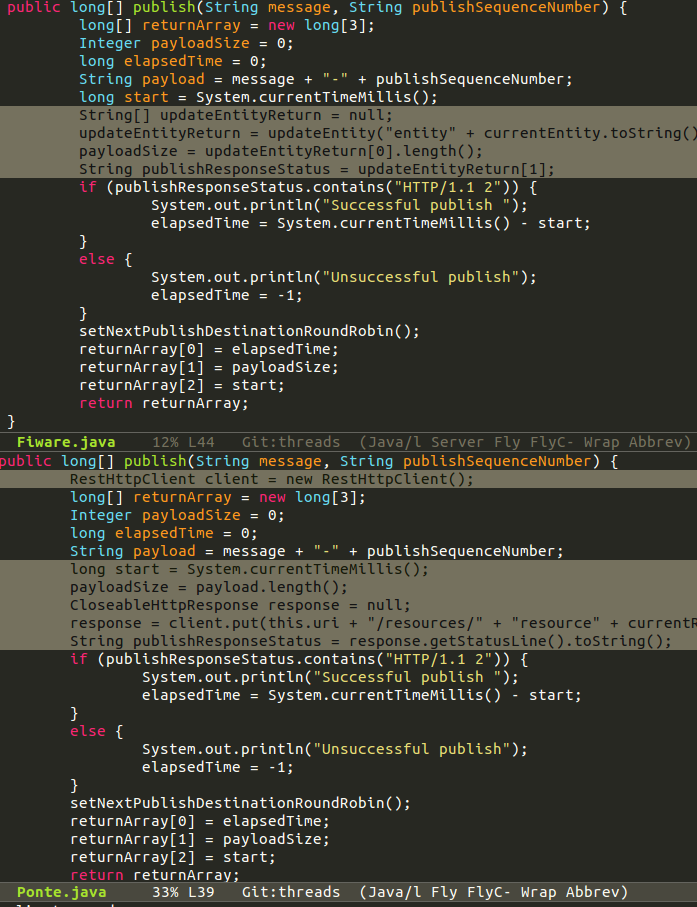 public long[] publish(String message, String publishSequenceNumber) {
long[] returnArray = new long[3];
Integer payloadSize = 0;
long elapsedTime = 0;
String payload = message + "-" + publishSequenceNumber;
long start = System.currentTimeMillis();
String[] updateEntityReturn = null;
updateEntityReturn = updateEntity("entity" + currentEntity.toString()
payloadSize = updateEntityReturn[0].length();
String publishResponseStatus = updateEntityReturn[1];
if (publishResponseStatus.contains("HTTP/1.1 2")) {
System.out.println("Successful publish ");
elapsedTime = System.currentTimeMillis() - start;
}
else {
System.out.println("Unsuccessful publish");
elapsedTime = -1;
}
setNextPublishDestinationRoundRobin();
returnArray[0] = elapsedTime;
returnArray[1] = payloadSize;
returnArray[2] = start;
return returnArray;
}
Fiware.java 12% L44 Git:threads (Java/l Server Fly FlyC- Wrap Abbrev)
public long[] publish(String message, String publishSequenceNumber) {
RestHttpClient client = new RestHttpClient();
long[] returnArray = new long[3];
Integer payloadSize = 0;
long elapsedTime = 0;
String payload = message + "-" + publishSequenceNumber;
long start = System.currentTimeMillis();
payloadSize = payload.length();
CloseableHttpResponse response = null;
response = client.put(this.uri + "/resources/" + "resource" + currentR
String publishResponseStatus = response.getStatusLine().toString();
if (publishResponseStatus.contains("HTTP/1.1 2")) {
System.out.println("Successful publish ");
elapsedTime = System.currentTimeMillis() - start;
}
else {
System.out.println("Unsuccessful publish");
elapsedTime = -1;
}
setNextPublishDestinationRoundRobin();
returnArray[0] = elapsedTime;
returnArray[1] = payloadSize;
returnArray[2] = start;
return returnArray;
Ponte.java 33% L39 Git:threads (Java/l Fly FlyC- Wrap Abbrev)